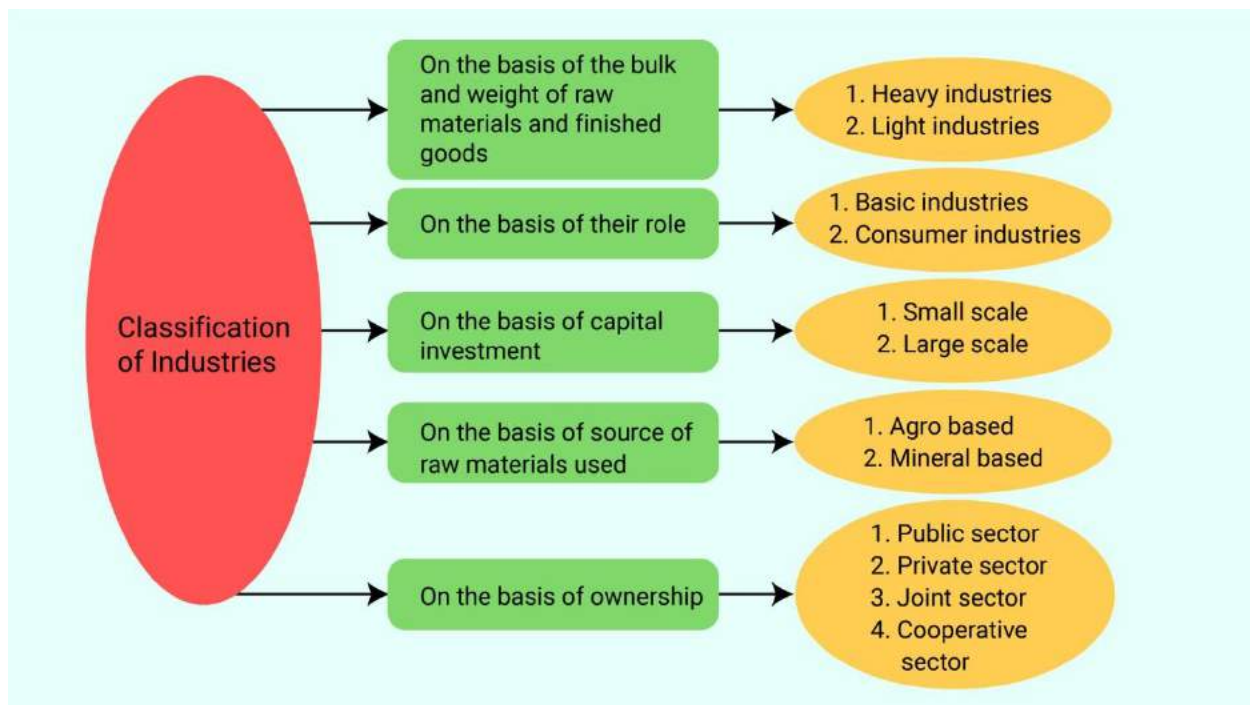 Classification
of Industries
On the basis of the bulk
and weight of raw
materials and finished
goods
1. Heavy industries
2. Light industries
On the basis of their role
1. Basic industries
2. Consumer industries
On the basis of capital
investment
1. Small scale
2. Large scale
On the basis of source of
raw materials used
1. Agro based
2. Mineral based
On the basis of ownership
1. Public sector
2. Private sector
3. Joint sector
4. Cooperative
sector